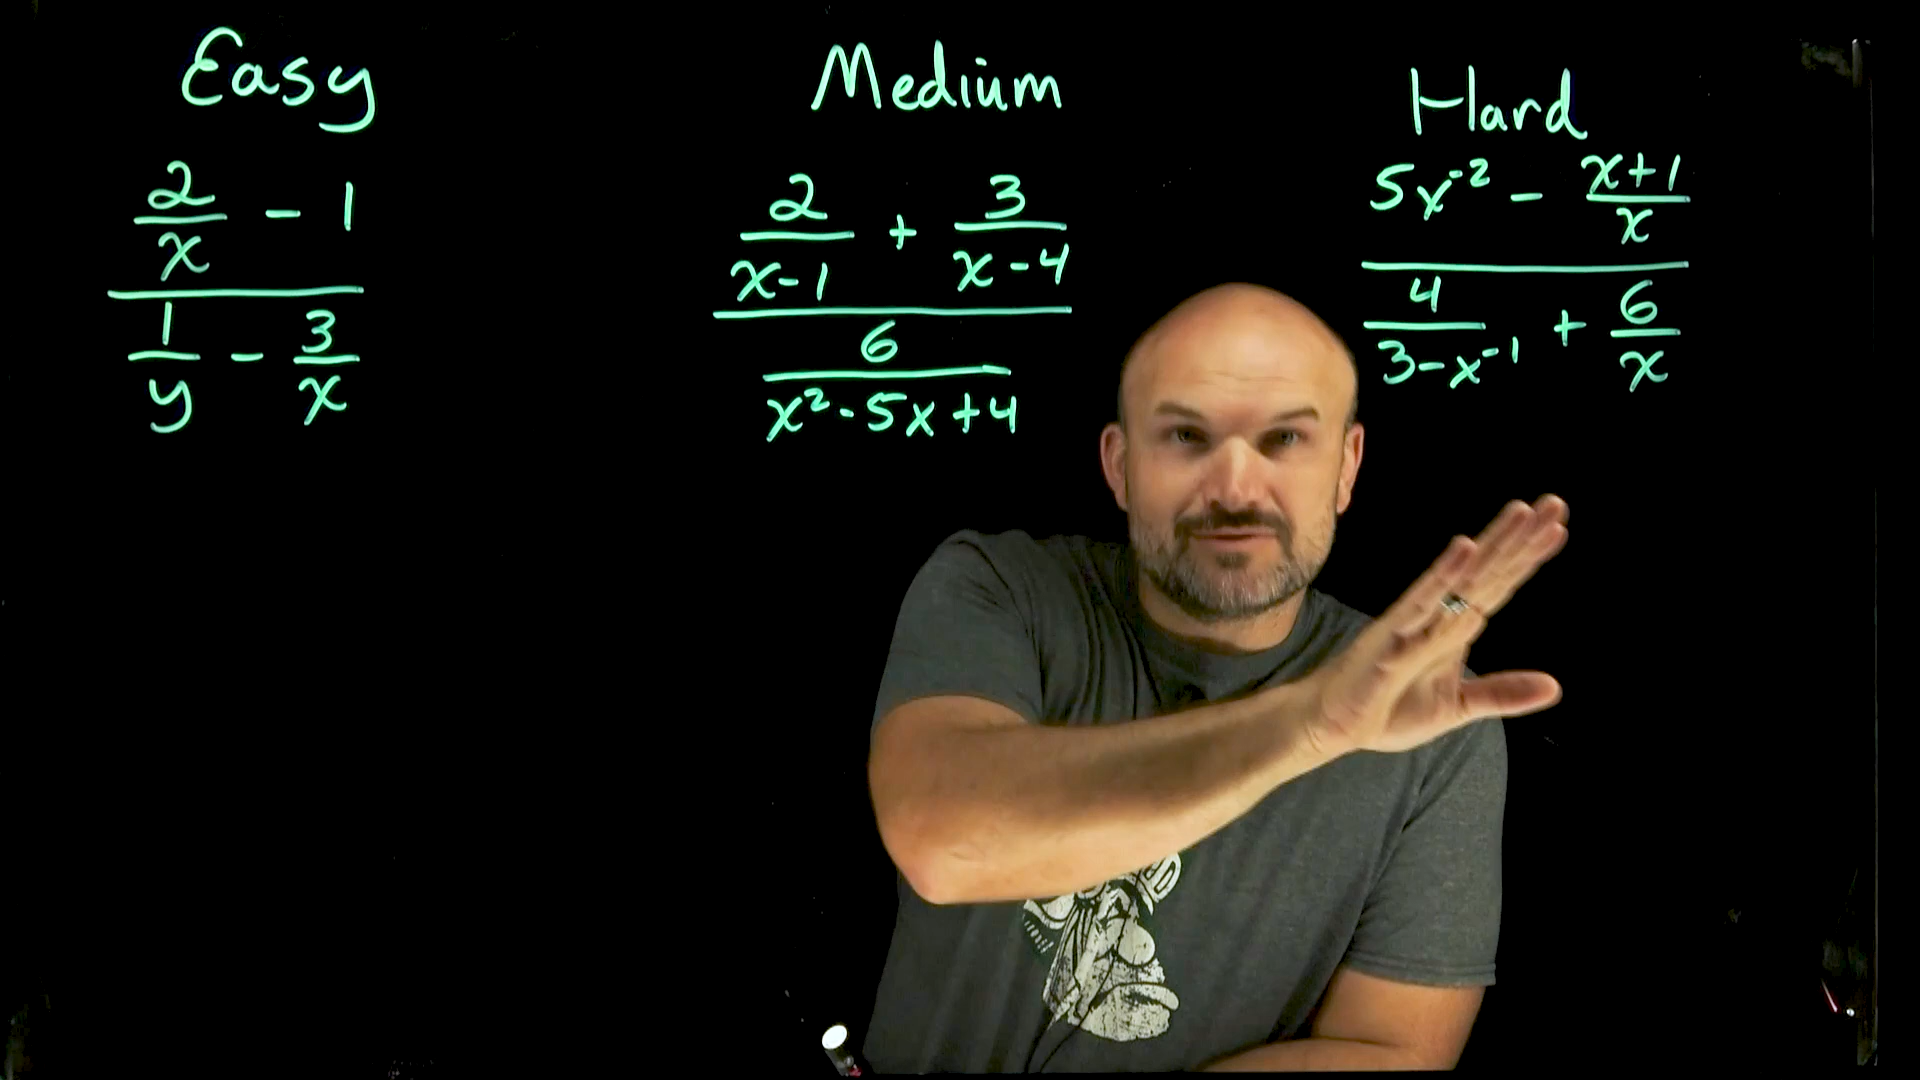 Easy
2/x - 1
1/y - 3/x
Medium
2/(x-1) + 3/(x-4)
6/(x²-5x+4)
Hard
5x⁻² - (x+1)/x
4/(3-x⁻¹) + 6/x